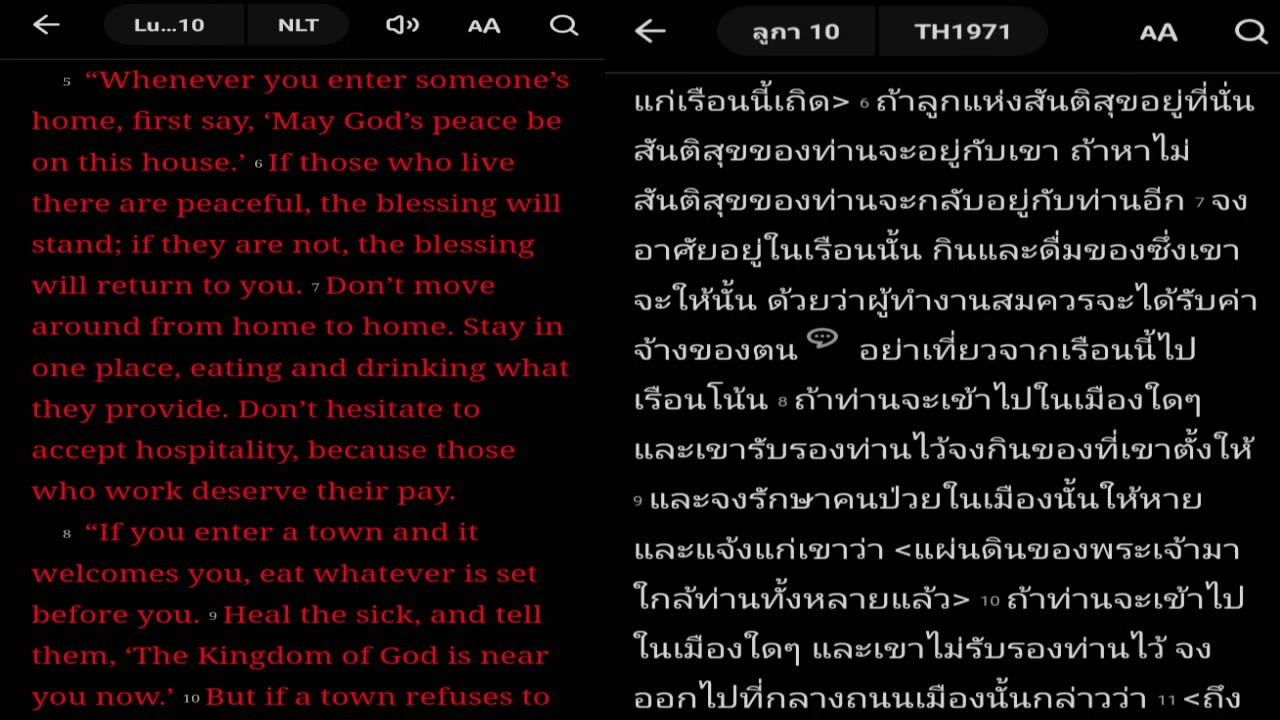 Lu...10 NLT AA
5 “Whenever you enter someone’s
home, first say, ‘May God’s peace be
on this house.’ 6 If those who live
there are peaceful, the blessing will
stand; if they are not, the blessing
will return to you. 7 Don’t move
around from home to home. Stay in
one place, eating and drinking what
they provide. Don’t hesitate to
accept hospitality, because those
who work deserve their pay.
8 “If you enter a town and it
welcomes you, eat whatever is set
before you. 9 Heal the sick, and tell
them, ‘The Kingdom of God is near
you now.’ 10 But if a town refuses to
ลูกา 10 TH1971 AA
แก่เรือนนี้เถิด> 6 ถ้าลูกแห่งสันติสุขอยู่ที่นั่น
สันติสุขของท่านจะอยู่กับเขา ถ้าหาไม่
สันติสุขของท่านจะกลับอยู่กับท่านอีก 7 จง
อาศัยอยู่ในเรือนนั้น กินและดื่มของซึ่งเขา
จะให้นั้น ด้วยว่าผู้ทำงานสมควรจะได้รับค่า
จ้างของตน อย่าเที่ยวจากเรือนนี้ไป
เรือนโน้น 8 ถ้าท่านจะเข้าไปในเมืองใดๆ
และเขารับรองท่านไว้จงกินของที่เขาตั้งให้
9 และจงรักษาคนป่วยในเมืองนั้นให้หาย
และแจ้งแก่เขาว่า <แผ่นดินของพระเจ้ามา
ใกล้ท่านทั้งหลายแล้ว> 10 ถ้าท่านจะเข้าไป
ในเมืองใดๆ และเขาไม่รับรองท่านไว้ จง
ออกไปที่กลางถนนเมืองนั้นกล่าวว่า 11 <ถึง